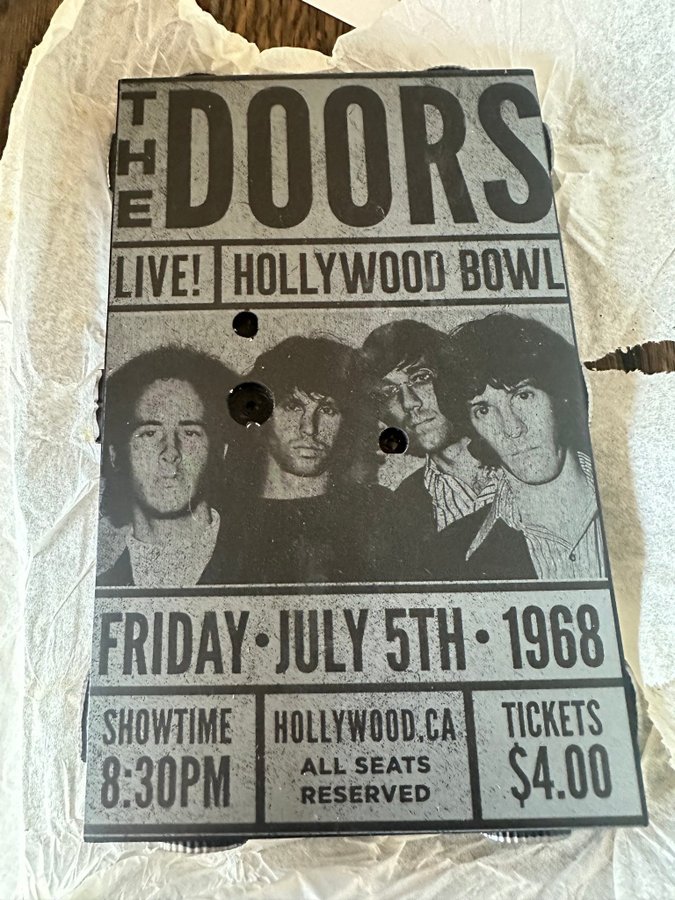 THE DOORS
LIVE! HOLLYWOOD BOWL
FRIDAY • JULY 5TH • 1968
SHOWTIME
8:30PM
HOLLYWOOD,CA
ALL SEATS
RESERVED
TICKETS
$4.00